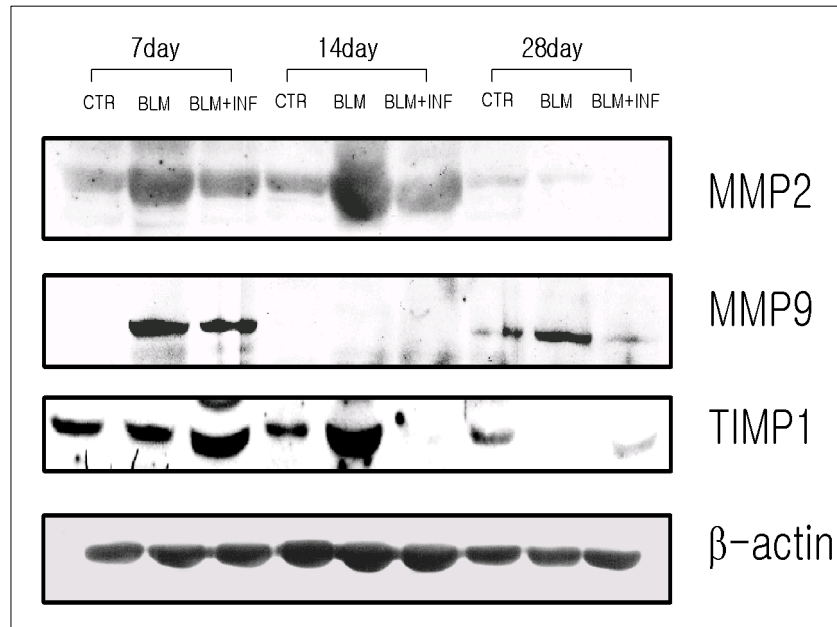 7day 14day 28day
CTR BLM BLM+INF CTR BLM BLM+INF CTR BLM BLM+INF
MMP2
MMP9
TIMP1
β-actin